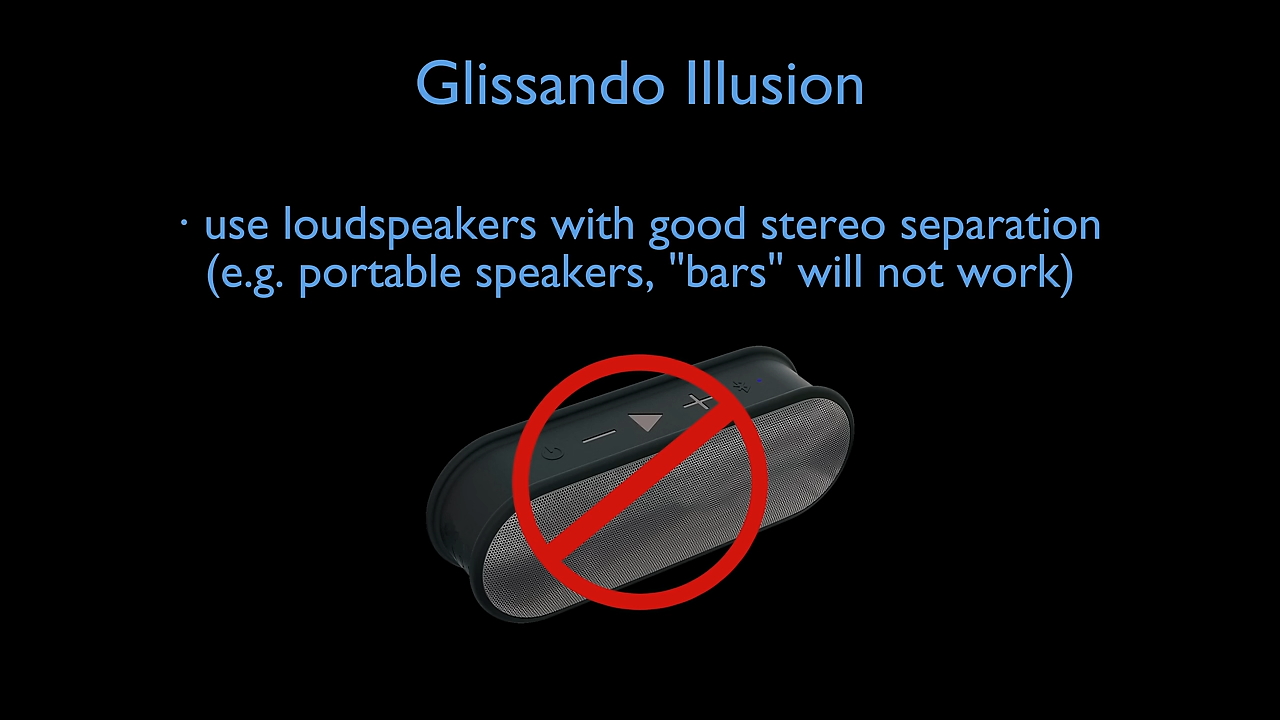 Glissando Illusion
· use loudspeakers with good stereo separation
(e.g. portable speakers, "bars" will not work)